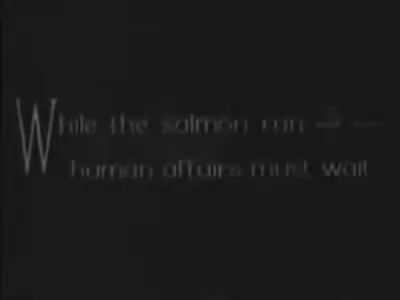 While the salmon run — —
human affairs must wait